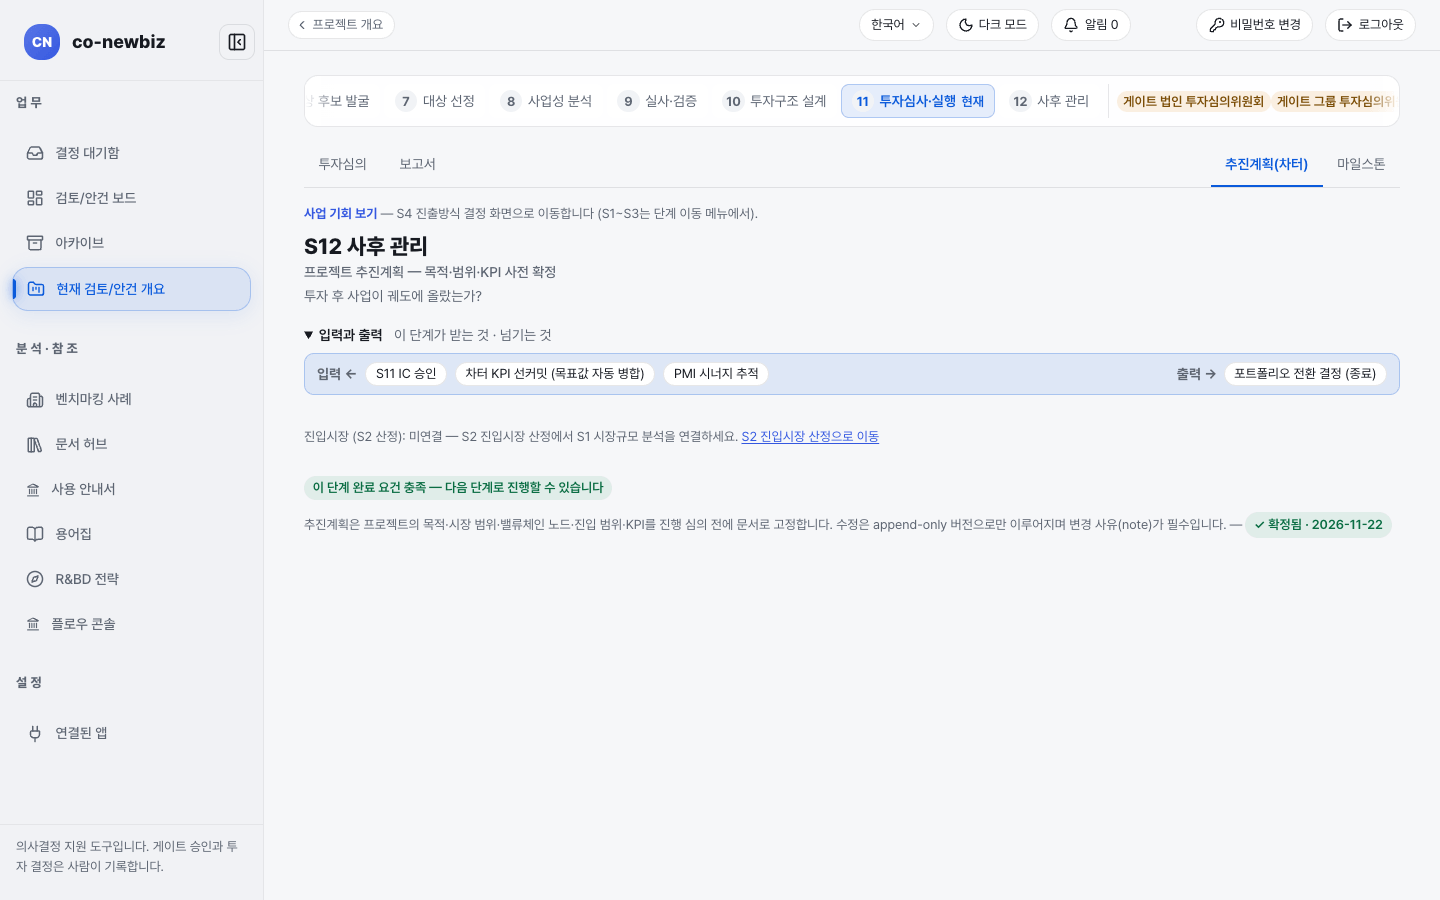 CN co-newbiz
프로젝트 개요
한국어
다크 모드
알림 0
비밀번호 변경
로그아웃
업무
결정 대기함
검토/안건 보드
아카이브
현재 검토/안건 개요
분석·참조
벤치마킹 사례
문서 허브
사용 안내서
용어집
R&BD 전략
플로우 콘솔
설정
연결된 앱
의사결정 지원 도구입니다. 게이트 승인과 투
자 결정은 사람이 기록합니다.
후보 발굴 7 대상 선정 8 사업성 분석 9 실사·검증 10 투자구조 설계 11 투자심사·실행 현재 12 사후 관리 게이트 법인 투자심의위원회 게이트 그룹 투자심의위
투자심의 보고서 추진계획(차터) 마일스톤
사업 기회 보기 — S4 진출방식 결정 화면으로 이동합니다 (S1~S3는 단계 이동 메뉴에서).
S12 사후 관리
프로젝트 추진계획 — 목적·범위·KPI 사전 확정
투자 후 사업이 궤도에 올랐는가?
▼ 입력과 출력 이 단계가 받는 것 · 넘기는 것
입력 ← S11 IC 승인 차터 KPI 선커밋 (목표값 자동 병합) PMI 시너지 추적 출력 → 포트폴리오 전환 결정 (종료)
진입시장 (S2 산정): 미연결 — S2 진입시장 산정에서 S1 시장규모 분석을 연결하세요. S2 진입시장 산정으로 이동
이 단계 완료 요건 충족 — 다음 단계로 진행할 수 있습니다
추진계획은 프로젝트의 목적·시장 범위·밸류체인 노드·진입 범위·KPI를 진행 심의 전에 문서로 고정합니다. 수정은 append-only 버전으로만 이루어지며 변경 사유(note)가 필수입니다. — ✓ 확정됨 · 2026-11-22